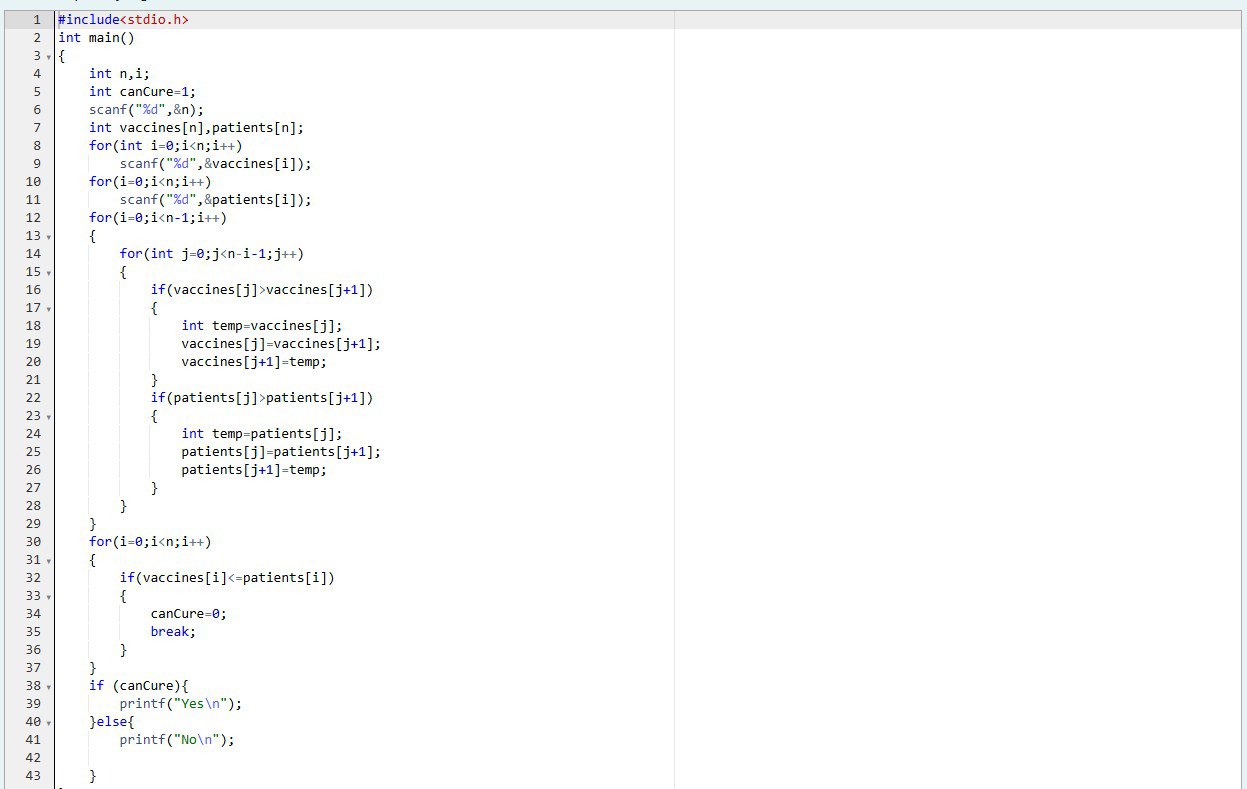 1 #include<stdio.h>
2 int main()
3 {
4     int n,i;
5     int canCure=1;
6     scanf("%d",&n);
7     int vaccines[n],patients[n];
8     for(int i=0;i<n;i++)
9         scanf("%d",&vaccines[i]);
10     for(i=0;i<n;i++)
11         scanf("%d",&patients[i]);
12     for(i=0;i<n-1;i++)
13     {
14         for(int j=0;j<n-i-1;j++)
15         {
16             if(vaccines[j]>vaccines[j+1])
17             {
18                 int temp=vaccines[j];
19                 vaccines[j]=vaccines[j+1];
20                 vaccines[j+1]=temp;
21             }
22             if(patients[j]>patients[j+1])
23             {
24                 int temp=patients[j];
25                 patients[j]=patients[j+1];
26                 patients[j+1]=temp;
27             }
28         }
29     }
30     for(i=0;i<n;i++)
31     {
32         if(vaccines[i]<=patients[i])
33         {
34             canCure=0;
35             break;
36         }
37     }
38     if (canCure){
39         printf("Yes\n");
40     }else{
41         printf("No\n");
42
43     }